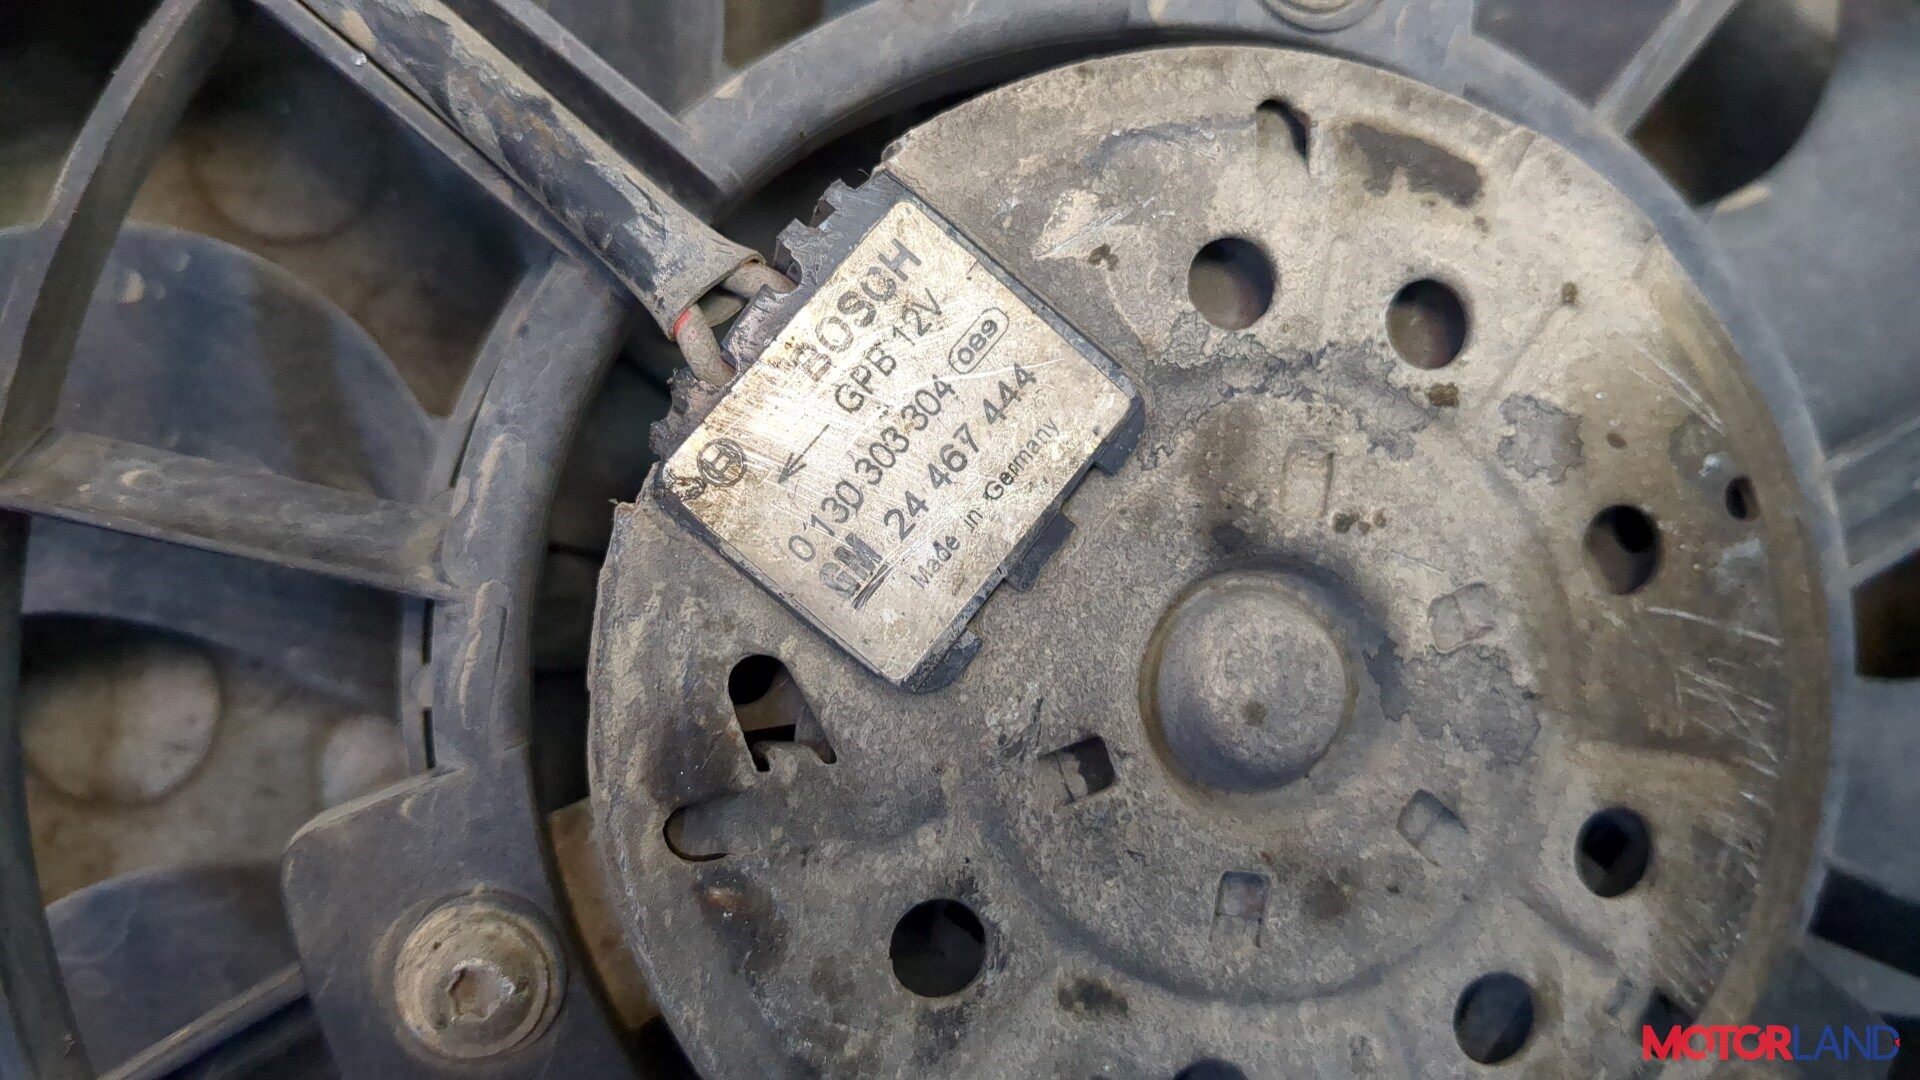 BOSCH
GPB 12V
0 130 303 304 089
GM 24 467 444
Made in Germany
MOTORLAND